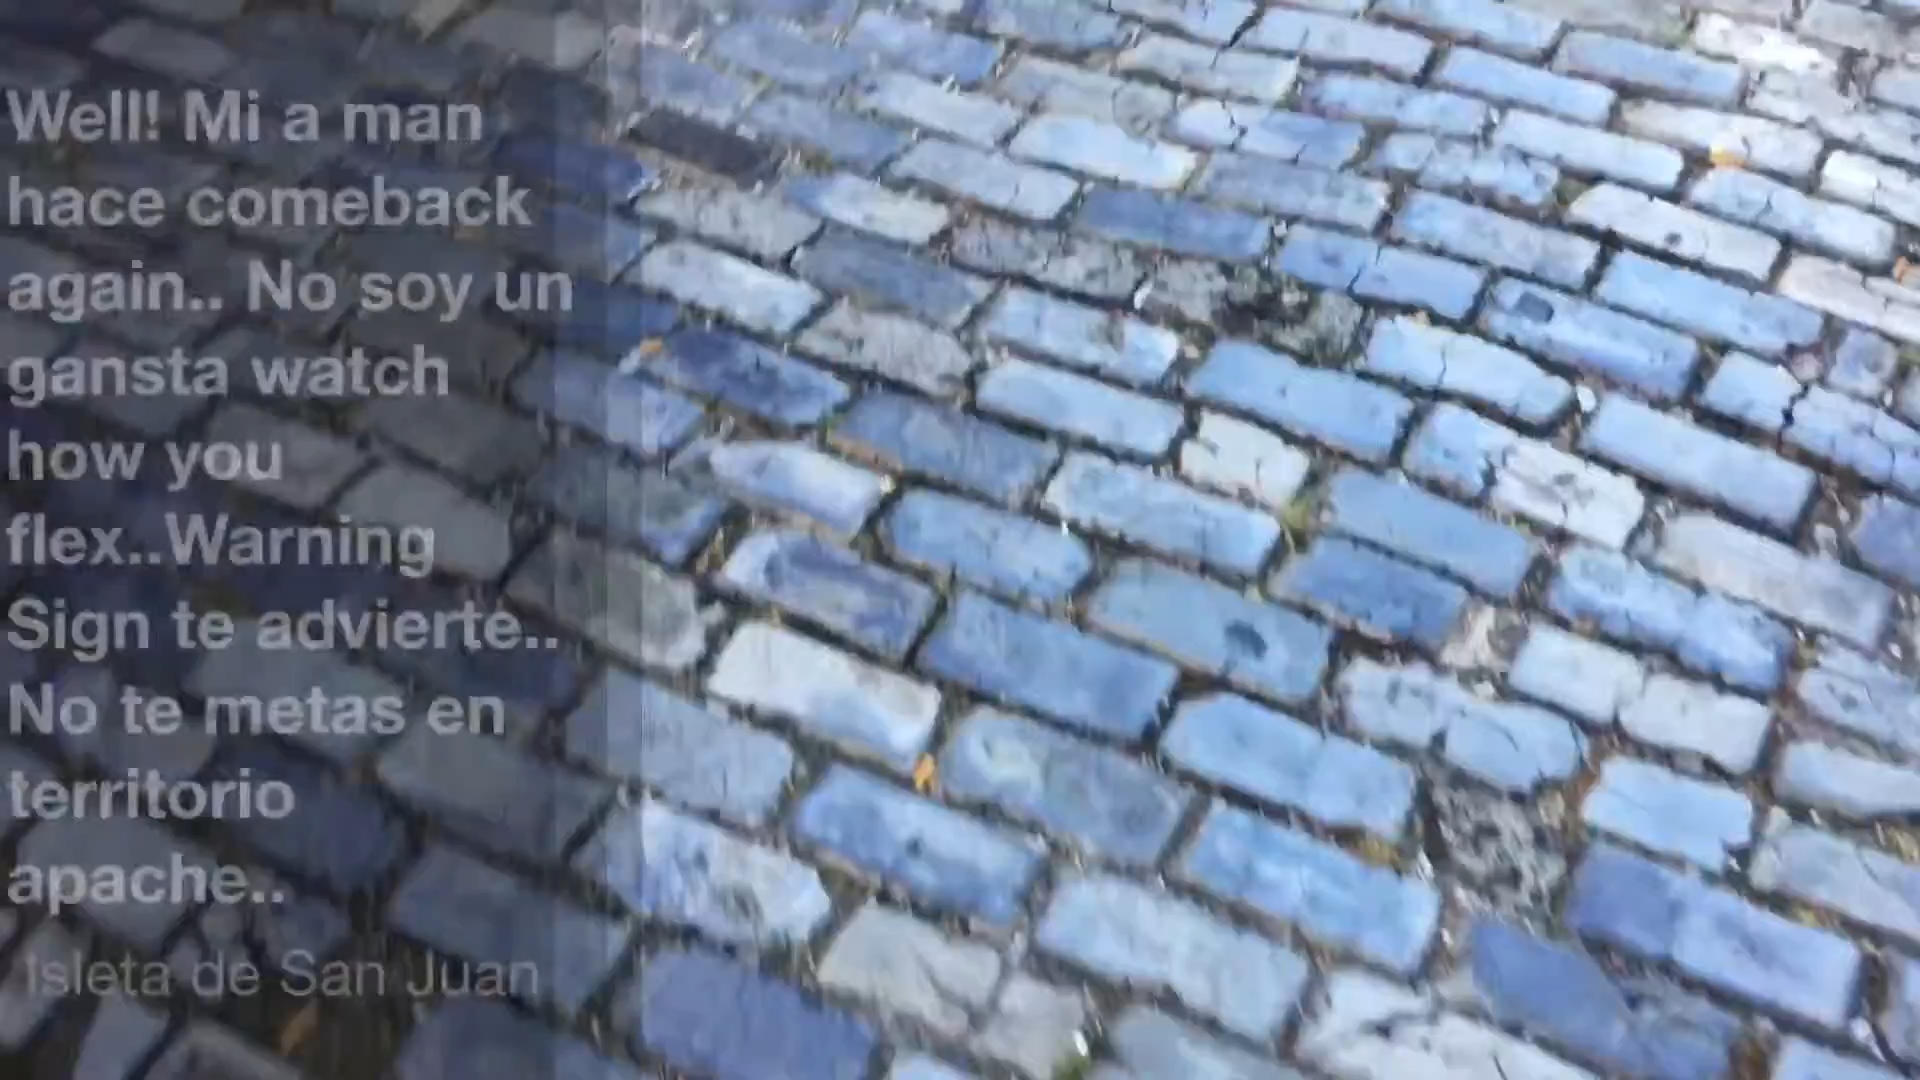 Well! Mi a man
hace comeback
again.. No soy un
gansta watch
how you
flex..Warning
Sign te advierte..
No te metas en
territorio
apache..
Isleta de San Juan